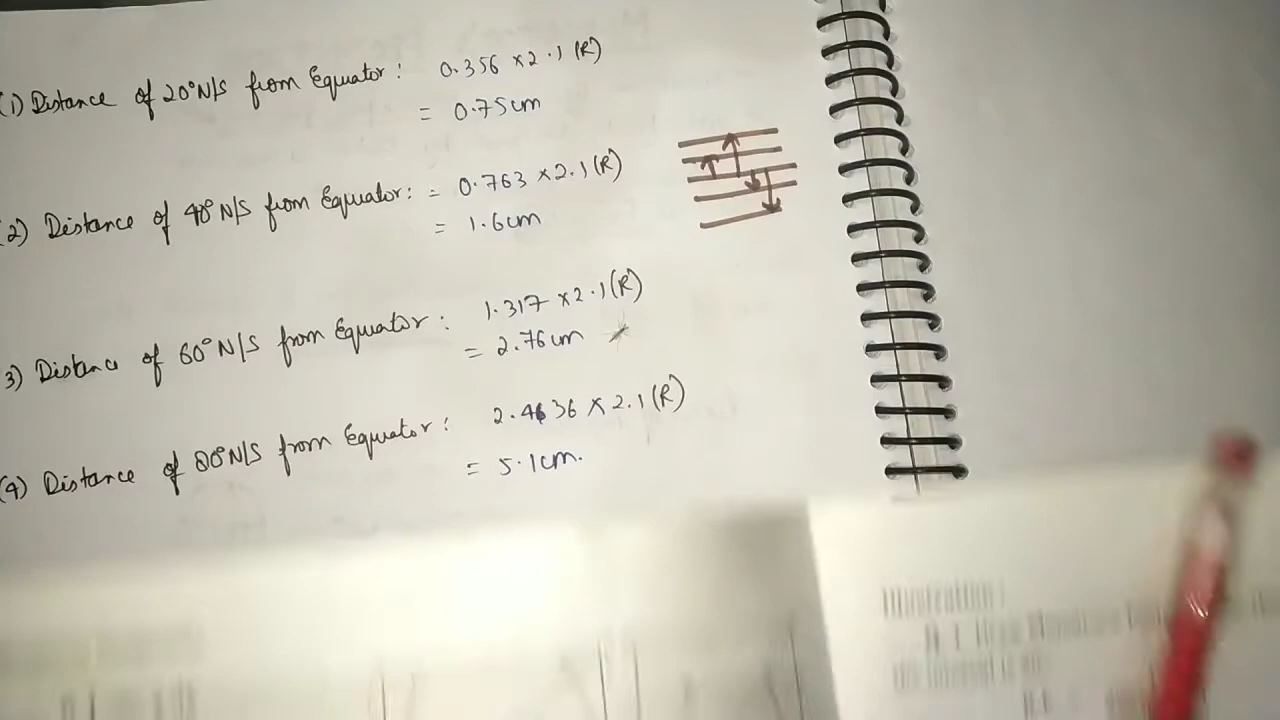 (1) Distance of 20°N/S from Equator: 0.356 × 2.1 (R)
= 0.75cm
(2) Distance of 40°N/S from Equator: = 0.763 × 2.1 (R)
= 1.6cm
3) Distance of 60°N/S from Equator: 1.317 × 2.1 (R)
= 2.76cm
(4) Distance of 80°N/S from Equator: 2.4636 × 2.1 (R)
= 5.1cm.
Illustration: